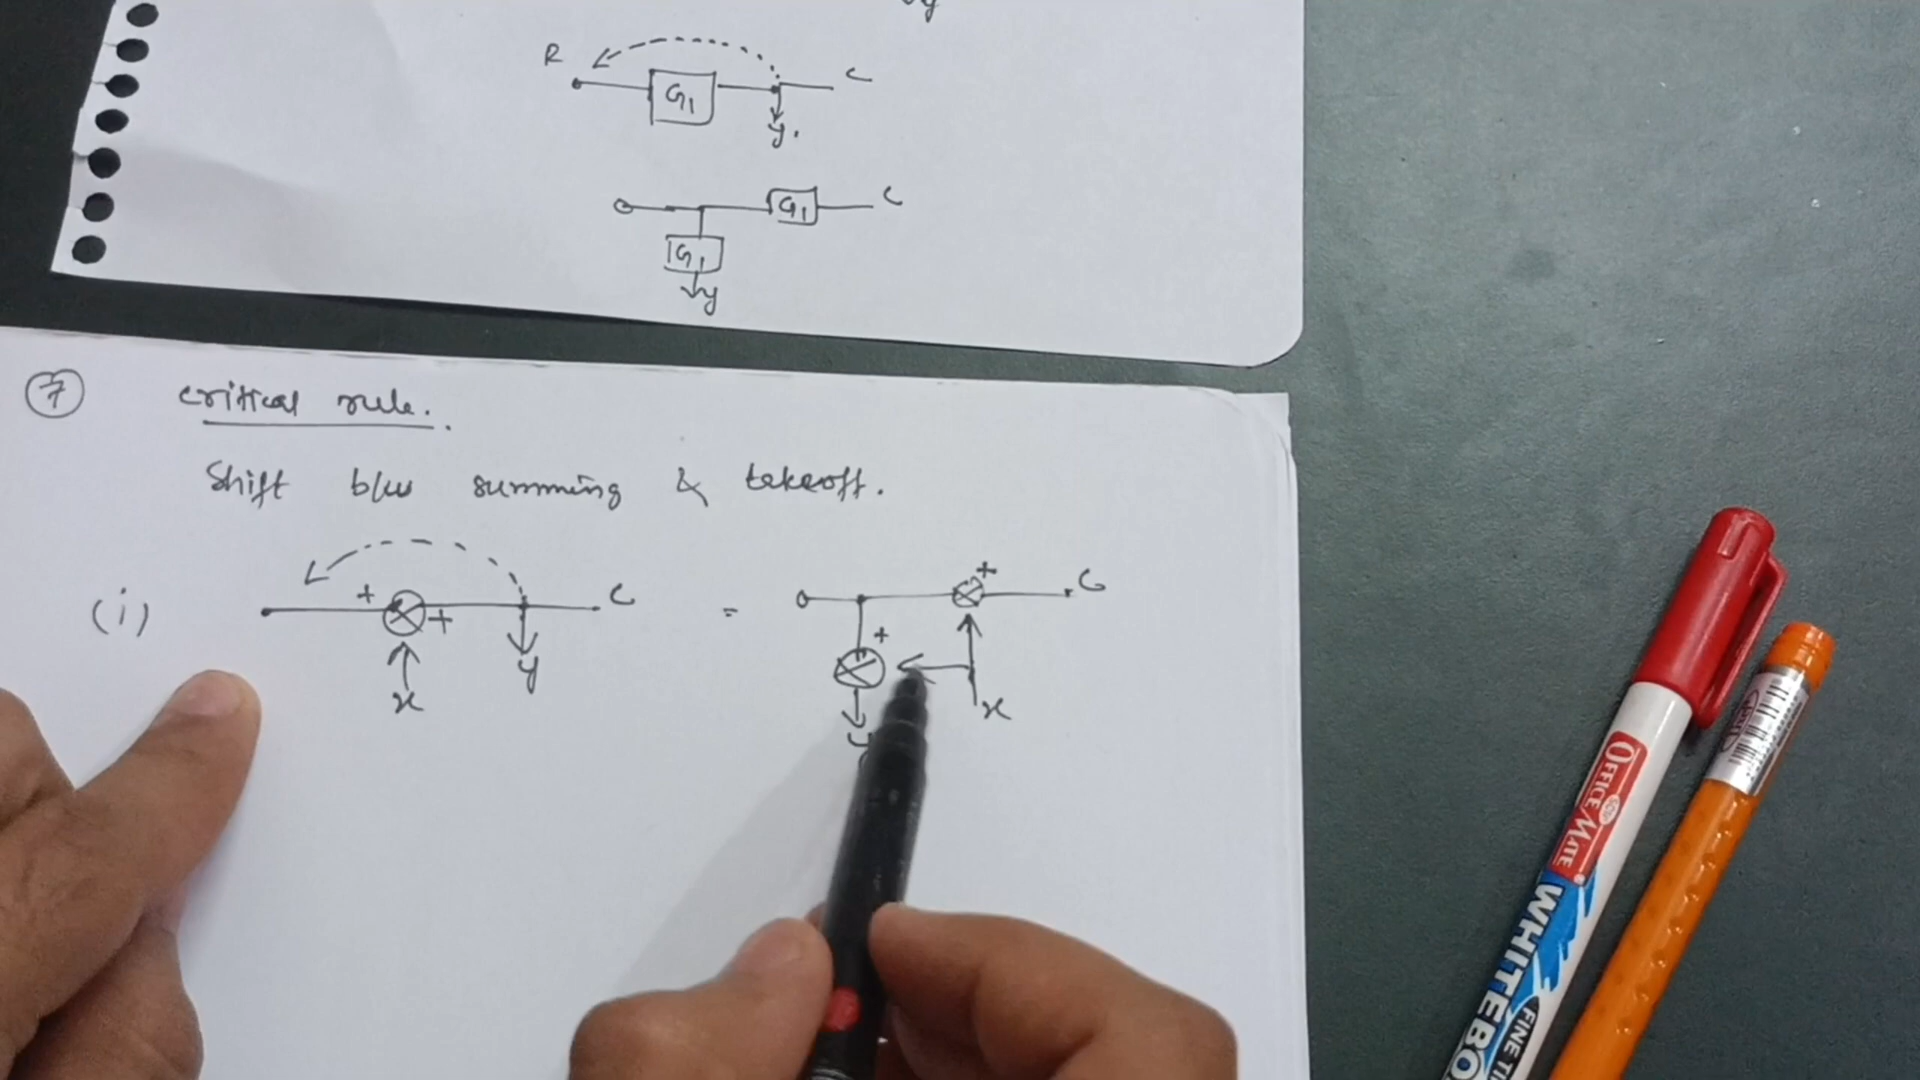 y
R
G1
C
y.
G1
C
G1
y
7 critical rule.
Shift b/w summing & takeoff.
(i) + + C = + C
x y + x
y
OFFICE MATE
WHITEBO
FINE TI